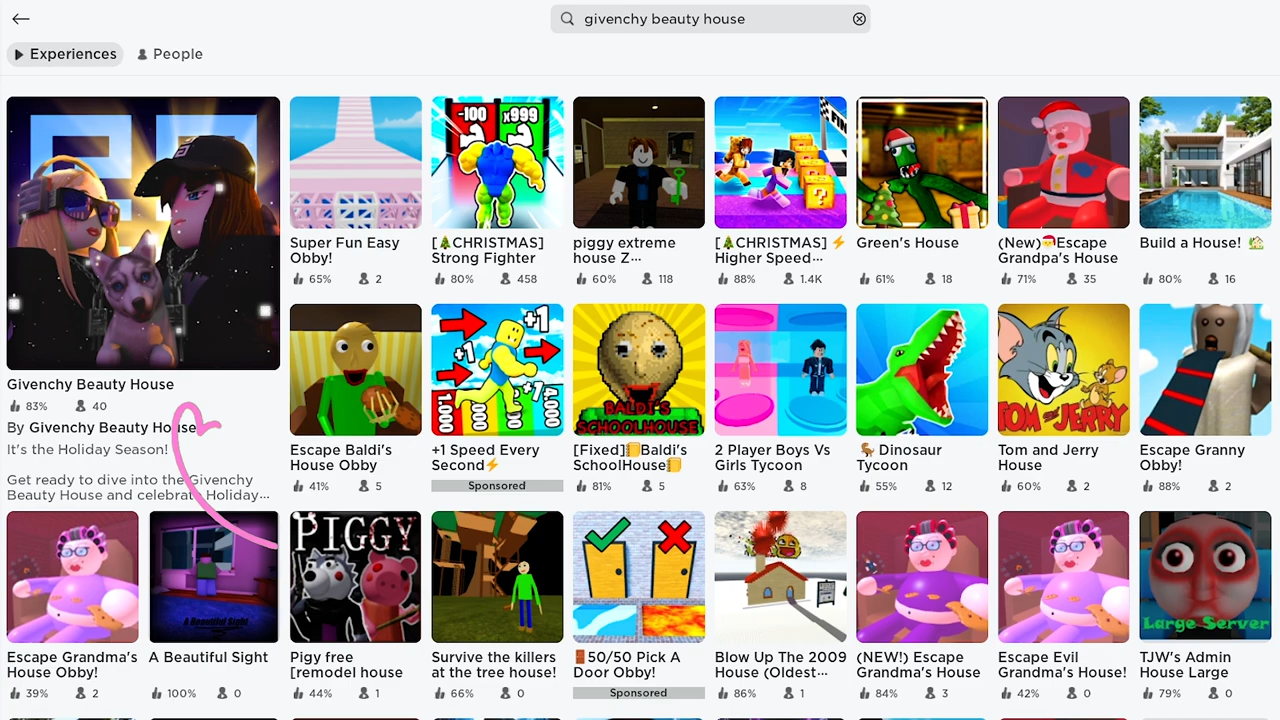 givenchy beauty house
Experiences
People
-100
x999
FIN
?
Super Fun Easy
Obby!
65% 2
[🎄CHRISTMAS]
Strong Fighter
80% 458
piggy extreme
house Z...
60% 118
[🎄CHRISTMAS] ⚡
Higher Speed...
88% 1.4K
Green's House
61% 18
(New)🎅Escape
Grandpa's House
71% 35
Build a House! 🏡
80% 16
Givenchy Beauty House
83% 40
By Givenchy Beauty House
It's the Holiday Season!
Get ready to dive into the Givenchy
Beauty House and celebrate Holiday...
+1
+1
+1
1.000
000
4.000
BALDI'S
SCHOOLHOUSE
TOM and JERRY
Escape Baldi's
House Obby
41% 5
+1 Speed Every
Second⚡
Sponsored
[Fixed]📒Baldi's
SchoolHouse📒
81% 5
2 Player Boys Vs
Girls Tycoon
63% 8
🦖 Dinosaur
Tycoon
55% 12
Tom and Jerry
House
60% 2
Escape Granny
Obby!
88% 2
A Beautiful Sight
PIGGY
Large Server
Escape Grandma's
House Obby!
39% 2
A Beautiful Sight
100% 0
Pigy free
[remodel house
44% 1
Survive the killers
at the tree house!
66% 0
🚪50/50 Pick A
Door Obby!
Sponsored
Blow Up The 2009
House (Oldest...
86% 1
(NEW!) Escape
Grandma's House
84% 3
Escape Evil
Grandma's House!
42% 0
TJW's Admin
House Large
79% 0